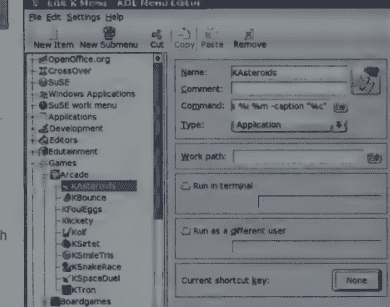 Edit K Menu - KDE Menu Editor
File Edit Settings Help
New Item New Submenu Cut Copy Paste Remove
OpenOffice.org
CrossOver
SuSE
Windows Applications
SuSE work menu
Applications
Development
Editors
Edutainment
Games
Arcade
KAsteroids
KBounce
KFoulEggs
Klickety
Kolf
KSirtet
KSmileTris
KSnakeRace
KSpaceDuel
KTron
Boardgames
Name: KAsteroids
Comment:
Command: s %i %m -caption "%c"
Type: Application
Work path:
Run in terminal
Run as a different user
Current shortcut key: None
h